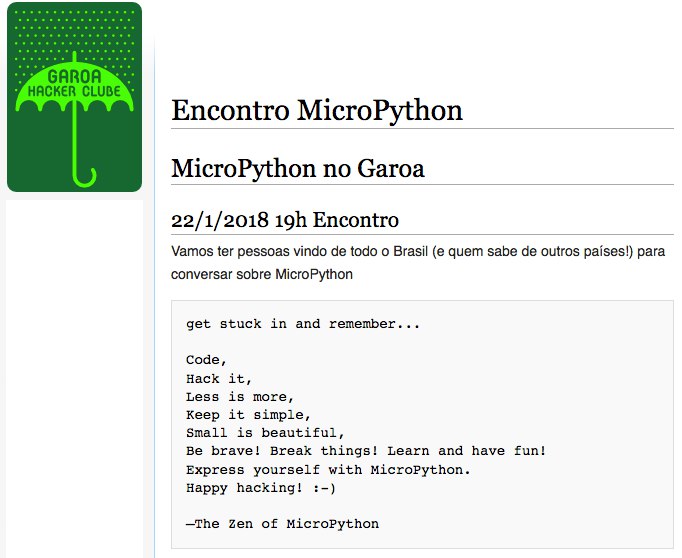 GAROA
HACKER CLUBE
Encontro MicroPython
MicroPython no Garoa
22/1/2018 19h Encontro
Vamos ter pessoas vindo de todo o Brasil (e quem sabe de outros países!) para
conversar sobre MicroPython
get stuck in and remember...
Code,
Hack it,
Less is more,
Keep it simple,
Small is beautiful,
Be brave! Break things! Learn and have fun!
Express yourself with MicroPython.
Happy hacking! :-)
—The Zen of MicroPython